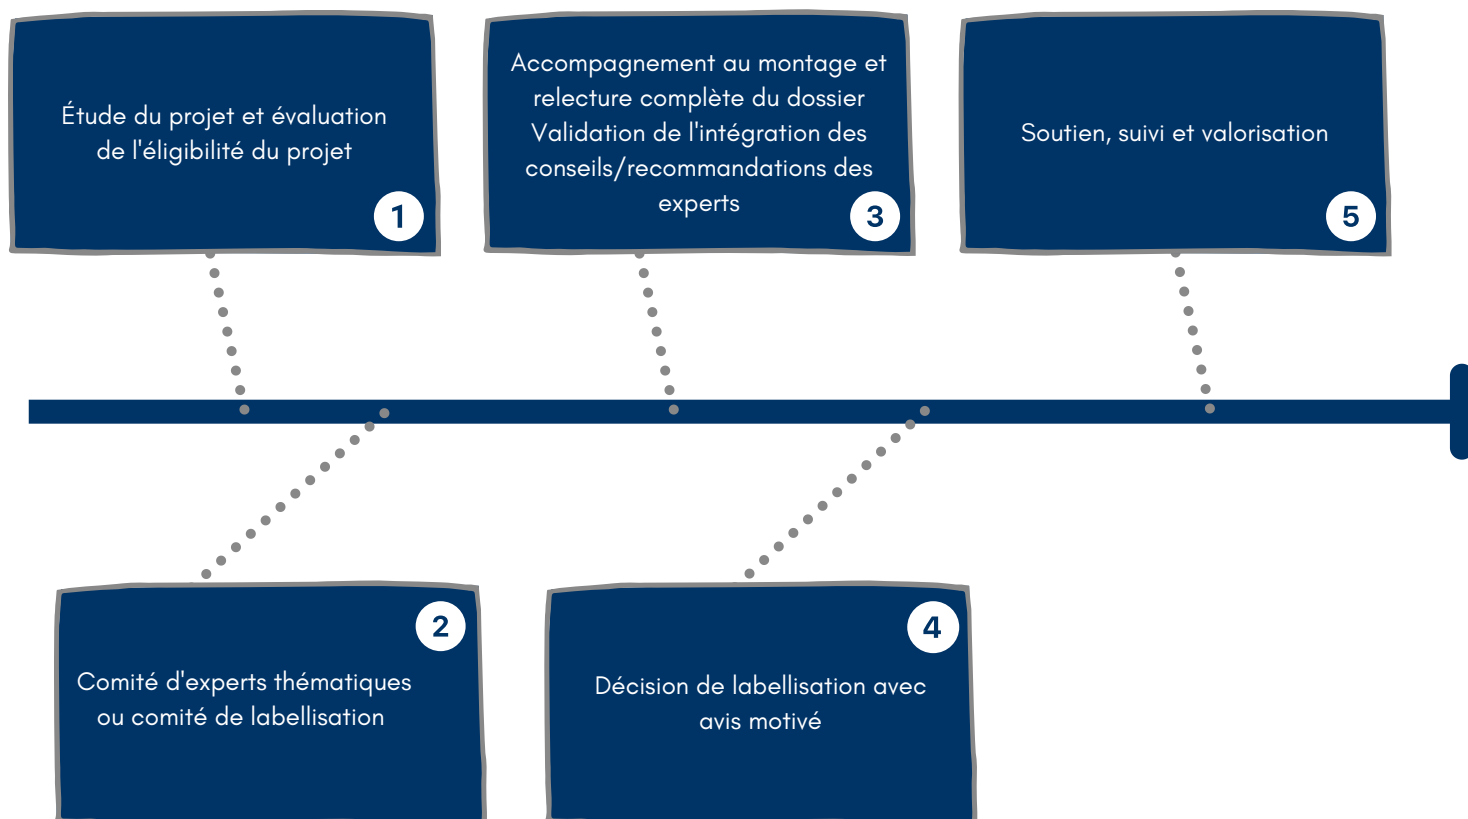 Étude du projet et évaluation
de l'éligibilité du projet
1
Comité d'experts thématiques
ou comité de labellisation
2
Accompagnement au montage et
relecture complète du dossier
Validation de l'intégration des
conseils/recommandations des
experts
3
Décision de labellisation avec
avis motivé
4
Soutien, suivi et valorisation
5